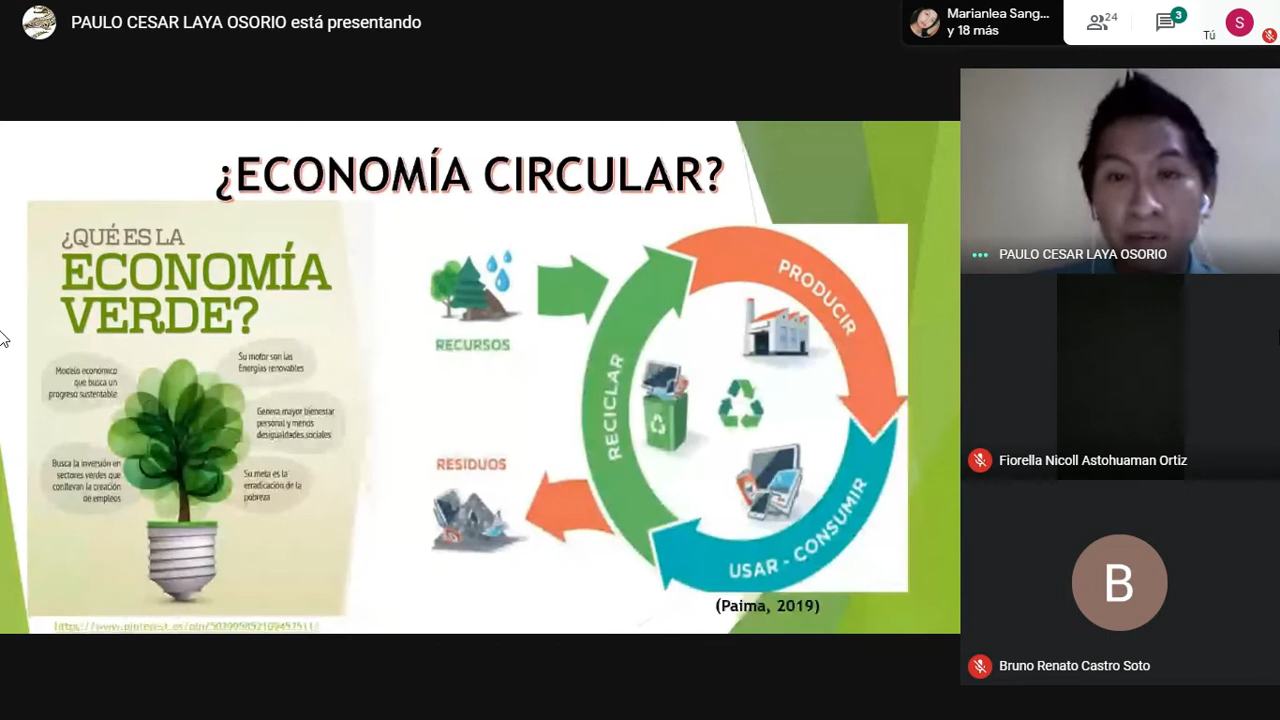 PAULO CESAR LAYA OSORIO está presentando
Marianlea Sang...
y 18 más
24
3
Tú
S
¿ECONOMÍA CIRCULAR?
¿QUÉ ES LA
ECONOMÍA
VERDE?
Modelo económico
que busca un
progreso sustentable
Su motor son las
Energías renovables
Genera mayor bienestar
personal y menos
desigualdades sociales
Busca la inversión en
sectores verdes que
conllevan la creación
de empleos
Su meta es la
erradicación de la
pobreza
RECURSOS
RESIDUOS
RECICLAR
PRODUCIR
USAR - CONSUMIR
(Paima, 2019)
PAULO CESAR LAYA OSORIO
Fiorella Nicoll Astohuaman Ortiz
B
Bruno Renato Castro Soto